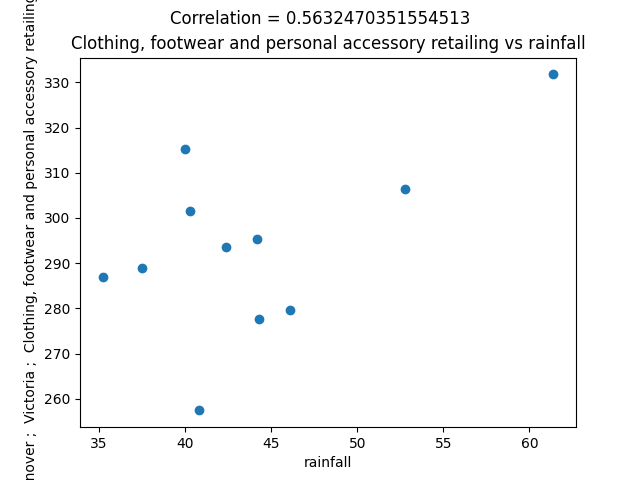 Correlation = 0.5632470351554513
Clothing, footwear and personal accessory retailing vs rainfall
nover ; Victoria ; Clothing, footwear and personal accessory retailing
330
320
310
300
290
280
270
260
35 40 45 50 55 60
rainfall